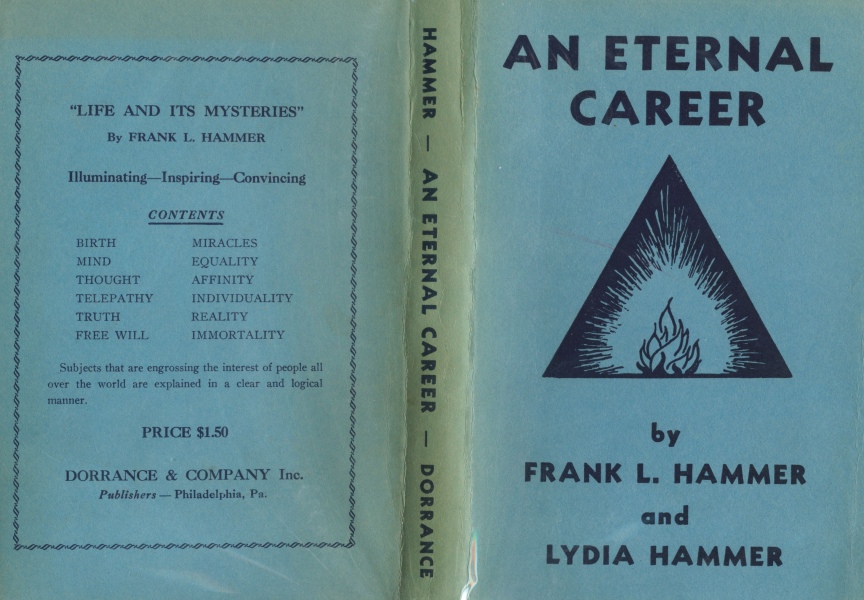 "LIFE AND ITS MYSTERIES"
By FRANK L. HAMMER
Illuminating—Inspiring—Convincing
CONTENTS
BIRTH MIRACLES
MIND EQUALITY
THOUGHT AFFINITY
TELEPATHY INDIVIDUALITY
TRUTH REALITY
FREE WILL IMMORTALITY
Subjects that are engrossing the interest of people all
over the world are explained in a clear and logical
manner.
PRICE $1.50
DORRANCE & COMPANY Inc.
Publishers — Philadelphia, Pa.
HAMMER — AN ETERNAL CAREER — DORRANCE
AN ETERNAL
CAREER
by
FRANK L. HAMMER
and
LYDIA HAMMER